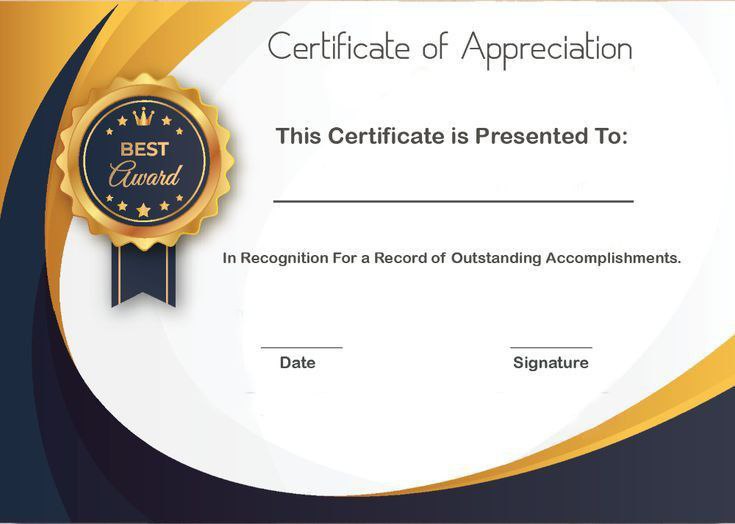 Certificate of Appreciation
This Certificate is Presented To:
BEST
Award
In Recognition For a Record of Outstanding Accomplishments.
Date
Signature